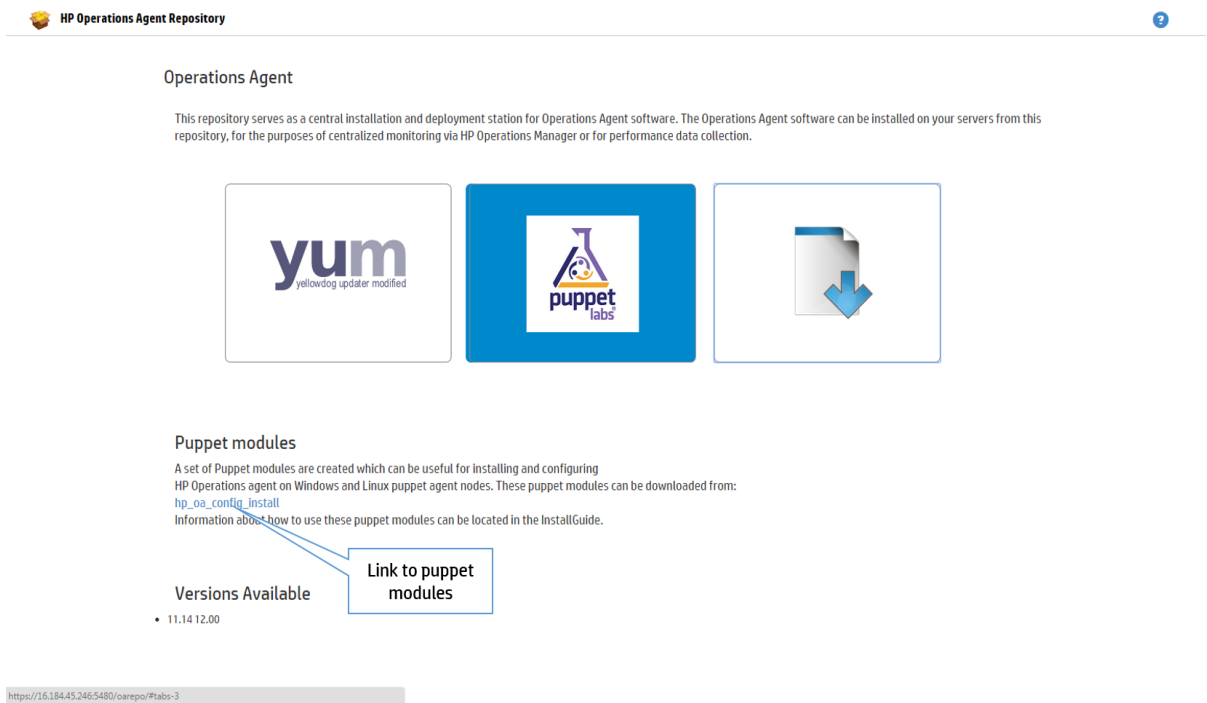 HP Operations Agent Repository
?
Operations Agent
This repository serves as a central installation and deployment station for Operations Agent software. The Operations Agent software can be installed on your servers from this
repository, for the purposes of centralized monitoring via HP Operations Manager or for performance data collection.
yum
yellowdog updater modified
puppet
labs®
Puppet modules
A set of Puppet modules are created which can be useful for installing and configuring
HP Operations agent on Windows and Linux puppet agent nodes. These puppet modules can be downloaded from:
hp_oa_config_install
Information about how to use these puppet modules can be located in the InstallGuide.
Link to puppet
modules
Versions Available
• 11.14 12.00
https://16.184.45.246:5480/oarepo/#tabs-3